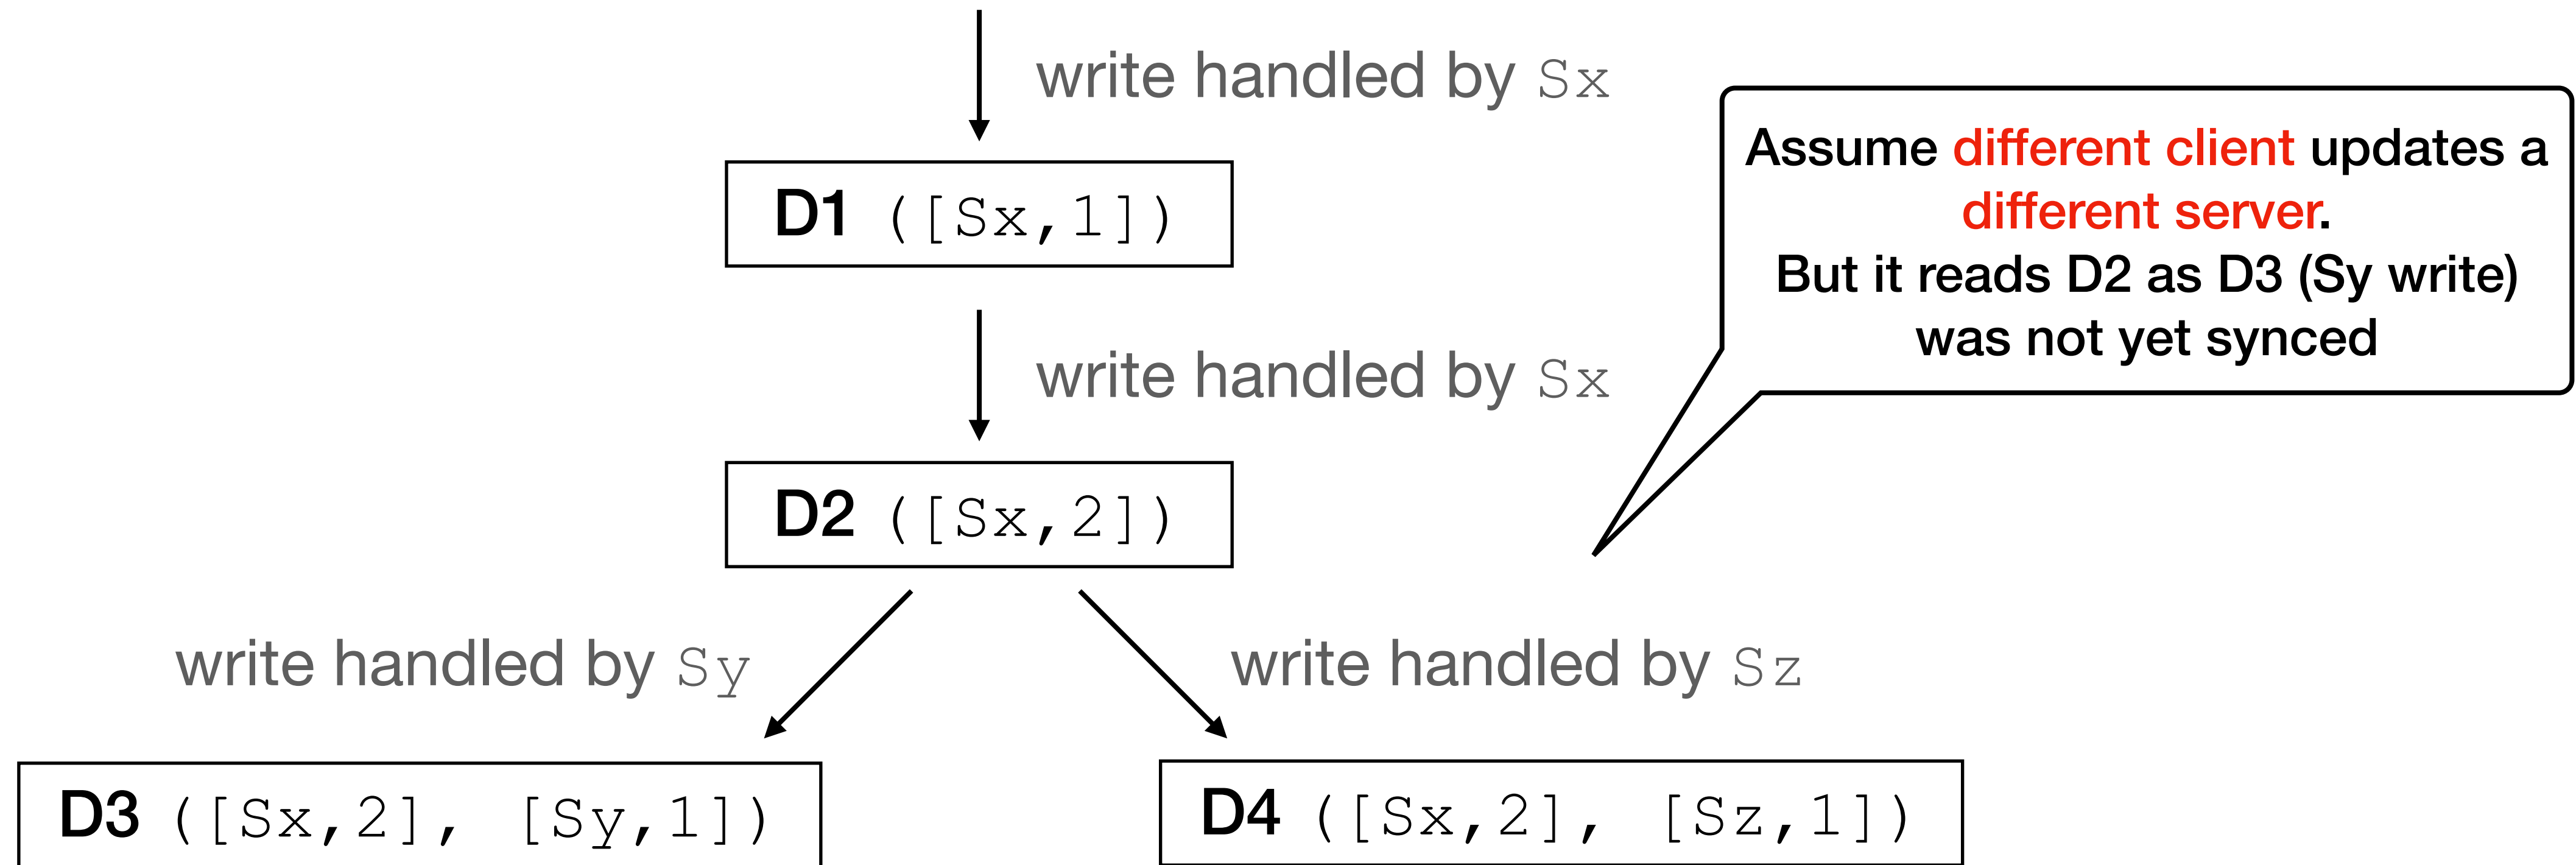 write handled by Sx
D1 ([Sx,1])
Assume different client updates a
different server.
But it reads D2 as D3 (Sy write)
was not yet synced
write handled by Sx
D2 ([Sx,2])
write handled by Sy
write handled by Sz
D3 ([Sx,2], [Sy,1])
D4 ([Sx,2], [Sz,1])